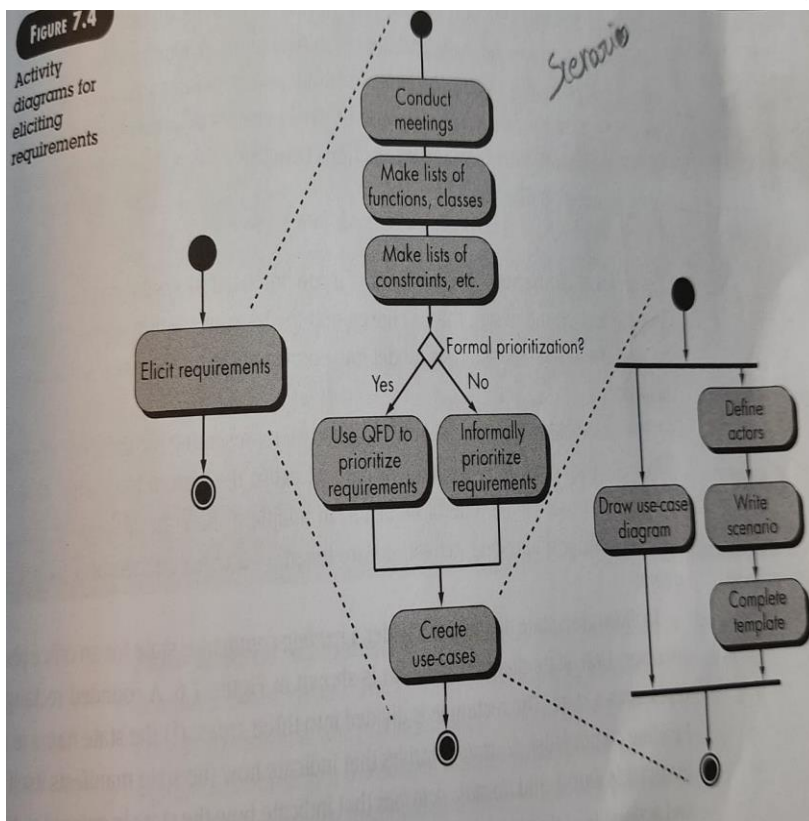 FIGURE 7.4
Activity
diagrams for
eliciting
requirements
Scenario
Conduct
meetings
Make lists of
functions, classes
Make lists of
constraints, etc.
Formal prioritization?
Yes
No
Use QFD to
prioritize
requirements
Informally
prioritize
requirements
Create
use-cases
Elicit requirements
Draw use-case
diagram
Define
actors
Write
scenario
Complete
template